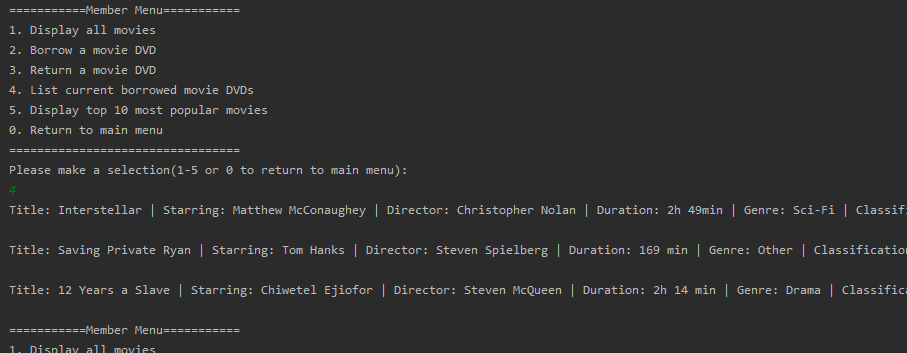 ===========Member Menu===========
1. Display all movies
2. Borrow a movie DVD
3. Return a movie DVD
4. List current borrowed movie DVDs
5. Display top 10 most popular movies
0. Return to main menu
=================================
Please make a selection(1-5 or 0 to return to main menu):
4
Title: Interstellar | Starring: Matthew McConaughey | Director: Christopher Nolan | Duration: 2h 49min | Genre: Sci-Fi | Classif
Title: Saving Private Ryan | Starring: Tom Hanks | Director: Steven Spielberg | Duration: 169 min | Genre: Other | Classification
Title: 12 Years a Slave | Starring: Chiwetel Ejiofor | Director: Steven McQueen | Duration: 2h 14 min | Genre: Drama | Classifica
===========Member Menu===========
1. Display all movies